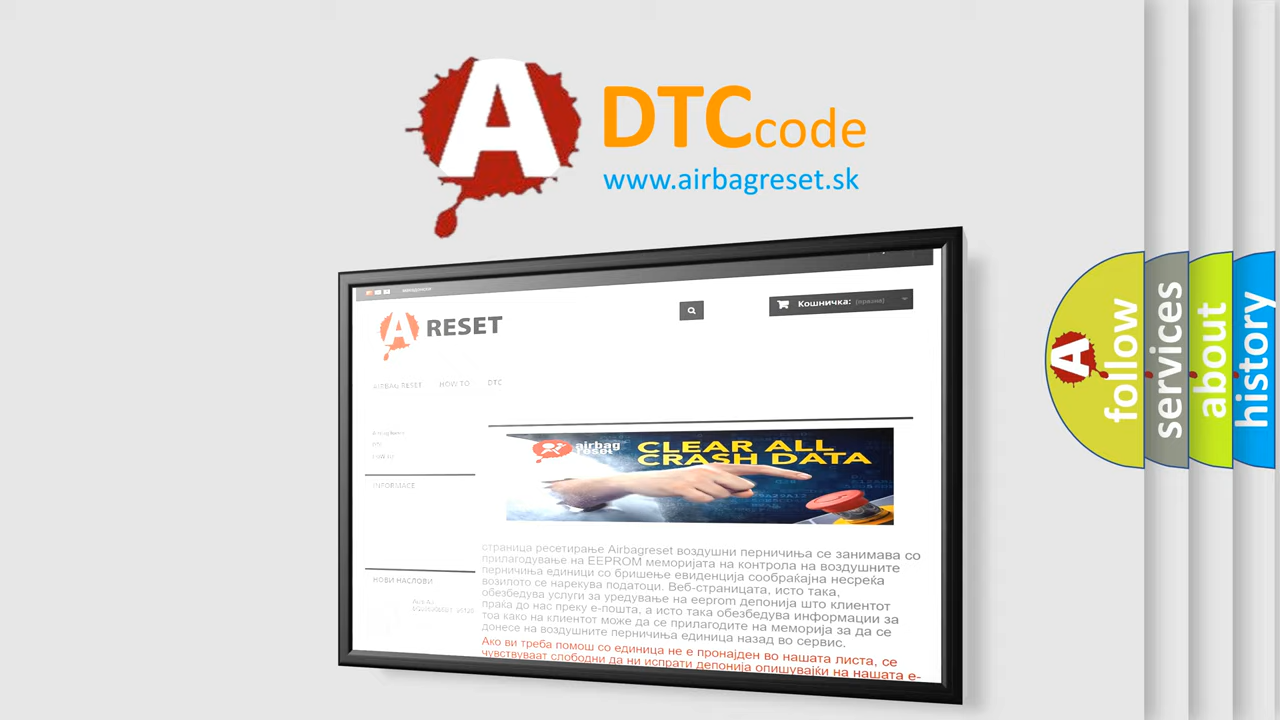 A
DTCcode
www.airbagreset.sk
A RESET
Кошничка: (празни)
AIRBAG RESET HOW TO DTC
INFORMACE
airbag
reset
CLEAR ALL
CRASH DATA
страница ресетирање Airbagreset воздушни перничиња се занимава со
прилагодување на EEPROM меморијата на контрола на воздушните
перничиња единици со бришење евиденција сообраќајна несреќа
возилото се нарекува податоци. Веб-страницата, исто така,
обезбедува услуги за уредување на eeprom депонија што клиентот
праќа до нас преку е-пошта, а исто така обезбедува информации за
тоа како на клиентот може да се прилагодите на меморија за да се
донесе на воздушните перничиња единица назад во сервис.
Ако ви треба помош со единица не е пронајден во нашата листа, се
чувствуваат слободни да ни испрати депонија опишувајќи на нашата е-
НОВИ НАСЛОВИ
A
follow
services
about
history